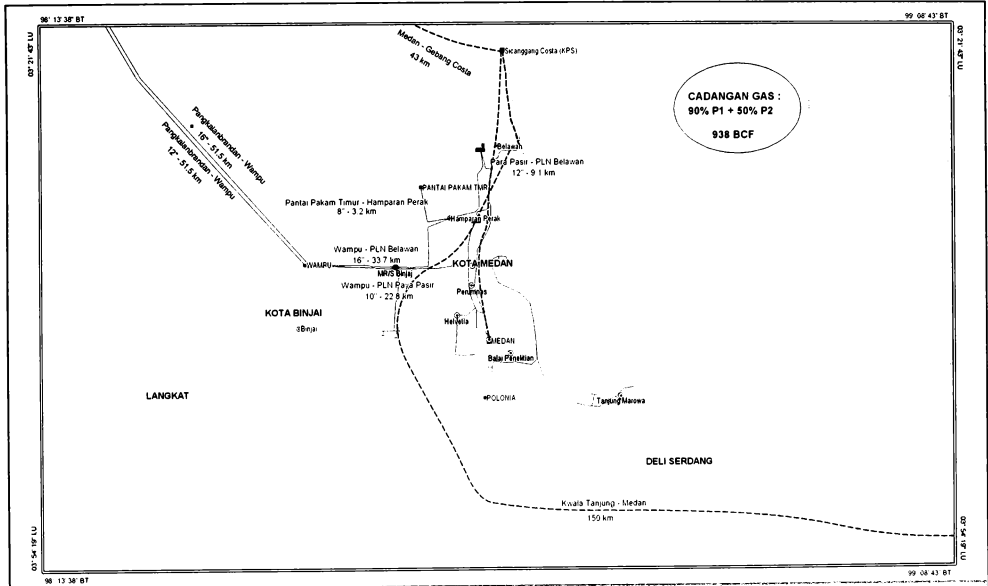 98 13' 38" BT
99 08' 43" BT
03° 21' 43" LU
03° 21' 43" LU
Medan - Gebang Costa
43 km
Sicanggang Costa (KPS)
CADANGAN GAS :
90% P1 + 50% P2
938 BCF
Pangkalanbrandan - Wampu
16" - 51.5 km
Pangkalanbrandan - Wampu
12" - 51.5 km
Belawan
Para Pasir - PLN Belawan
12" - 9.1 km
PANTAI PAKAM TMR
Pantai Pakam Timur - Hamparan Perak
8" - 3.2 km
Hamparan Perak
Wampu - PLN Belawan
16" - 33.7 km
WAMPU
MR/S Binjai
KOTA MEDAN
Wampu - PLN Paya Pasir
10" - 22.8 km
Perumnas
KOTA BINJAI
Binjai
Helvetia
MEDAN
Balai Penelitian
LANGKAT
POLONIA
Tanjung Marowa
DELI SERDANG
Kwala Tanjung - Medan
159 km
03° 54' 19" LU
03° 54' 19" LU
98 13' 38" BT
99 08' 43" BT